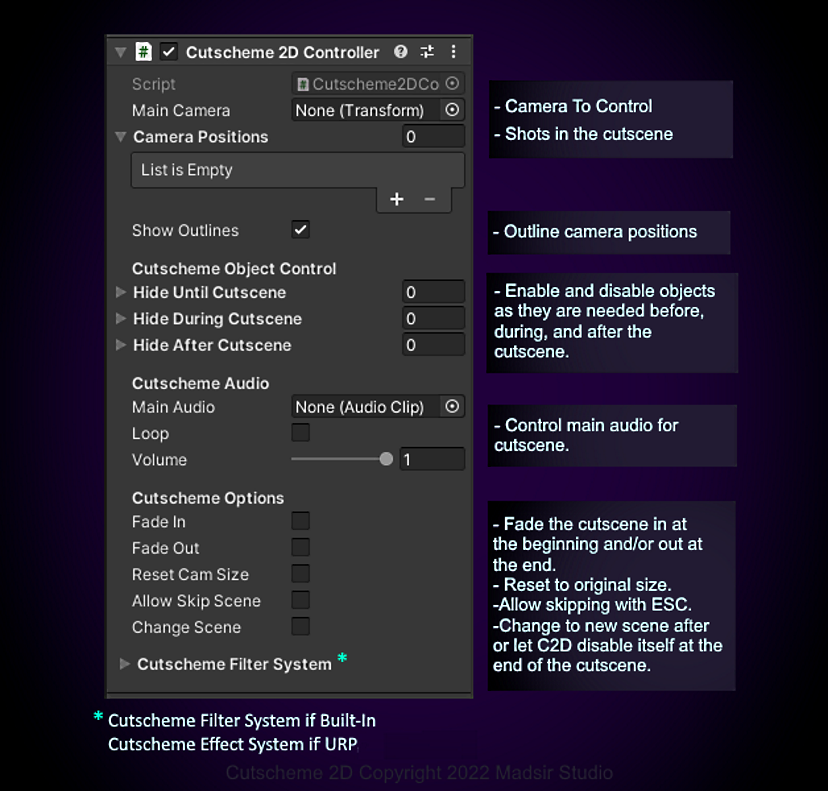 Cutscheme 2D Controller
Script Cutscheme2DCo
Main Camera None (Transform)
Camera Positions 0
List is Empty
+ −
Show Outlines
Cutscheme Object Control
Hide Until Cutscene 0
Hide During Cutscene 0
Hide After Cutscene 0
Cutscheme Audio
Main Audio None (Audio Clip)
Loop
Volume 1
Cutscheme Options
Fade In
Fade Out
Reset Cam Size
Allow Skip Scene
Change Scene
Cutscheme Filter System *
- Camera To Control
- Shots in the cutscene
- Outline camera positions
- Enable and disable objects
as they are needed before,
during, and after the
cutscene.
- Control main audio for
cutscene.
- Fade the cutscene in at
the beginning and/or out at
the end.
- Reset to original size.
-Allow skipping with ESC.
-Change to new scene after
or let C2D disable itself at the
end of the cutscene.
* Cutscheme Filter System if Built-In
Cutscheme Effect System if URP
Cutscheme 2D Copyright 2022 Madsir Studio